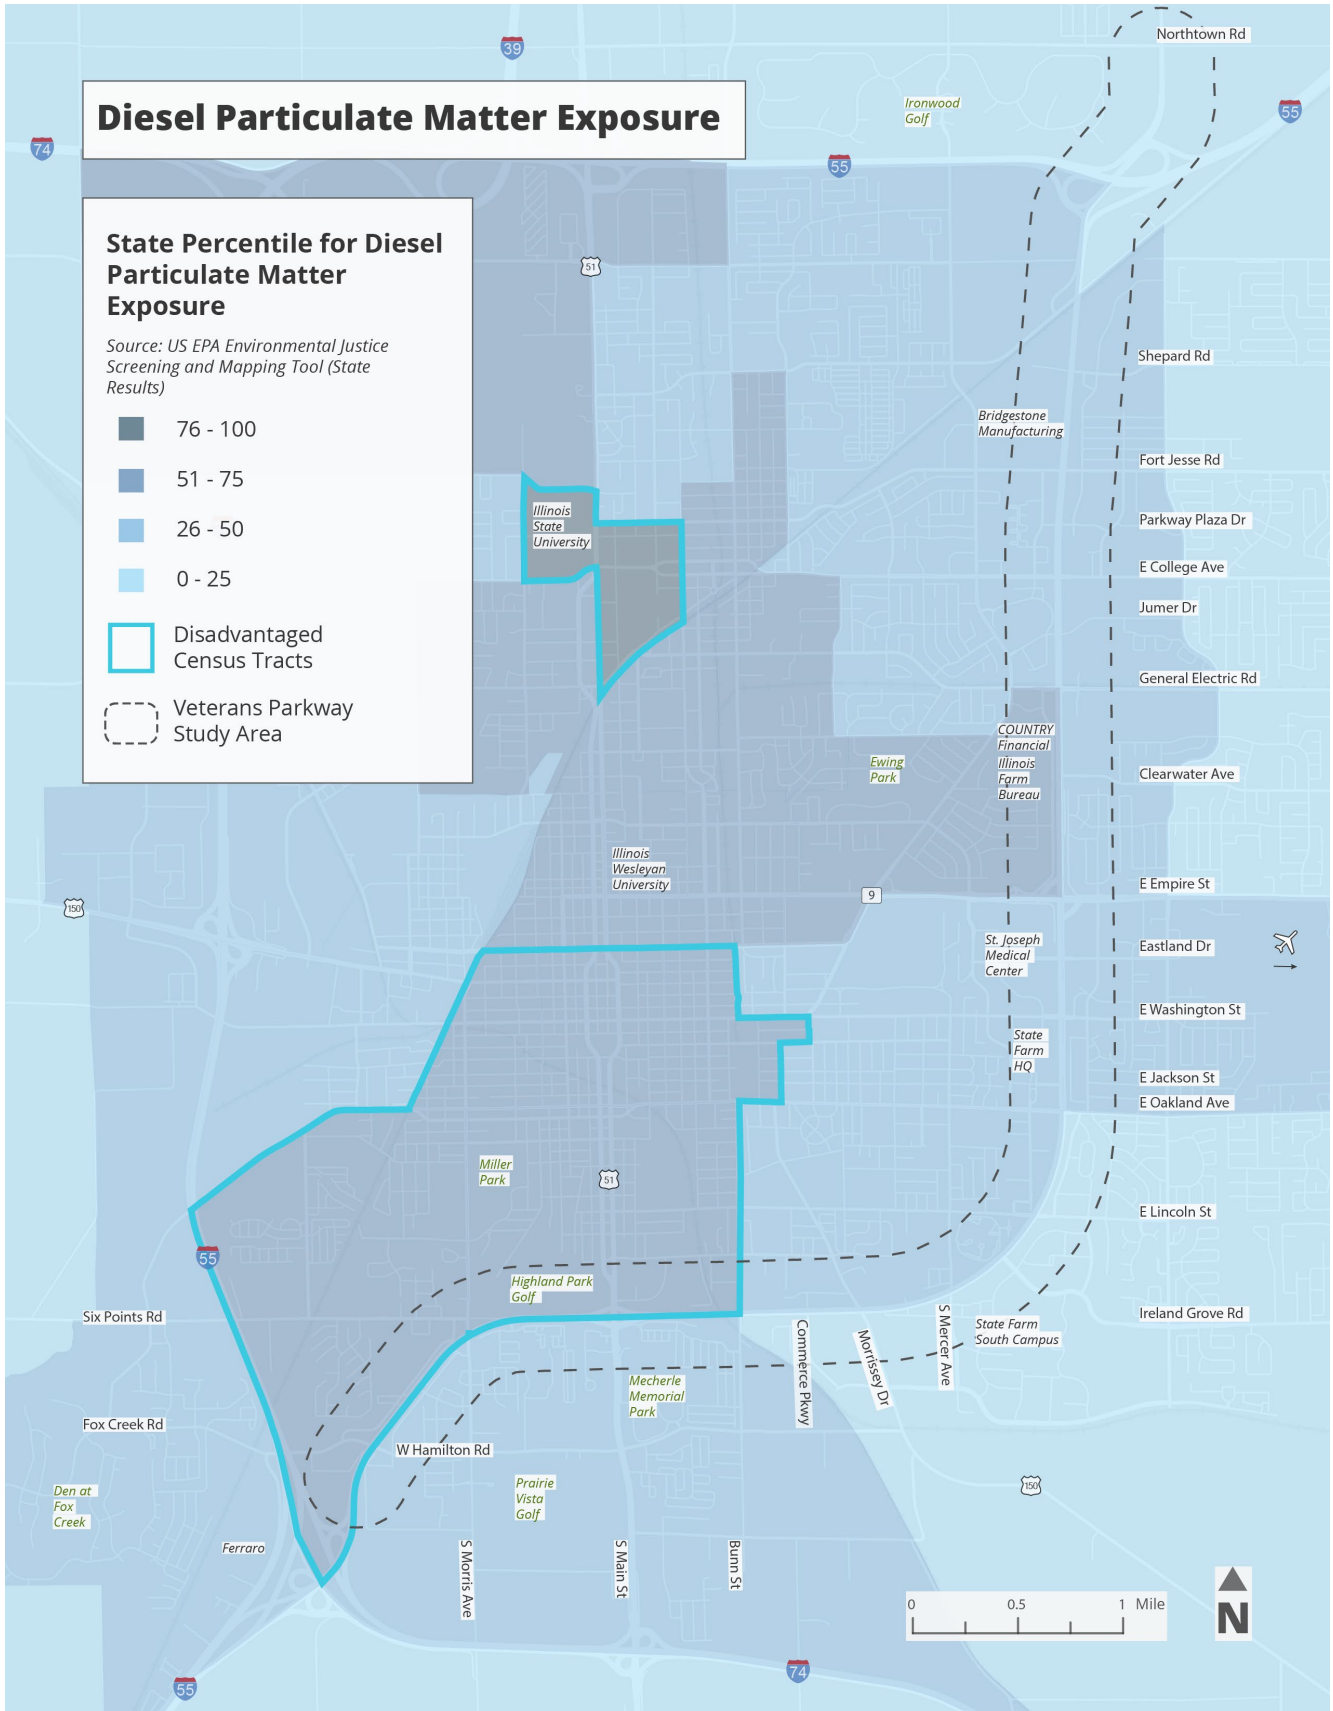 Northtown Rd
39
Ironwood
Golf
Diesel Particulate Matter Exposure
55
74
55
State Percentile for Diesel
Particulate Matter
Exposure
Source: US EPA Environmental Justice
Screening and Mapping Tool (State
Results)
76 - 100
51 - 75
26 - 50
0 - 25
Disadvantaged
Census Tracts
Veterans Parkway
Study Area
51
Shepard Rd
Bridgestone
Manufacturing
Fort Jesse Rd
Illinois
State
University
Parkway Plaza Dr
E College Ave
Jumer Dr
General Electric Rd
COUNTRY
Financial
Illinois
Farm
Bureau
Ewing
Park
Clearwater Ave
Illinois
Wesleyan
University
9
E Empire St
150
St. Joseph
Medical
Center
Eastland Dr
E Washington St
State
Farm
HQ
E Jackson St
E Oakland Ave
Miller
Park
51
E Lincoln St
55
Highland Park
Golf
Six Points Rd
Ireland Grove Rd
State Farm
South Campus
S Mercer Ave
Commerce Pkwy
Morrissey Dr
Mecherle
Memorial
Park
Fox Creek Rd
W Hamilton Rd
Den at
Fox
Creek
Prairie
Vista
Golf
150
Ferraro
S Morris Ave
S Main St
Bunn St
0 0.5 1 Mile
N
74
55